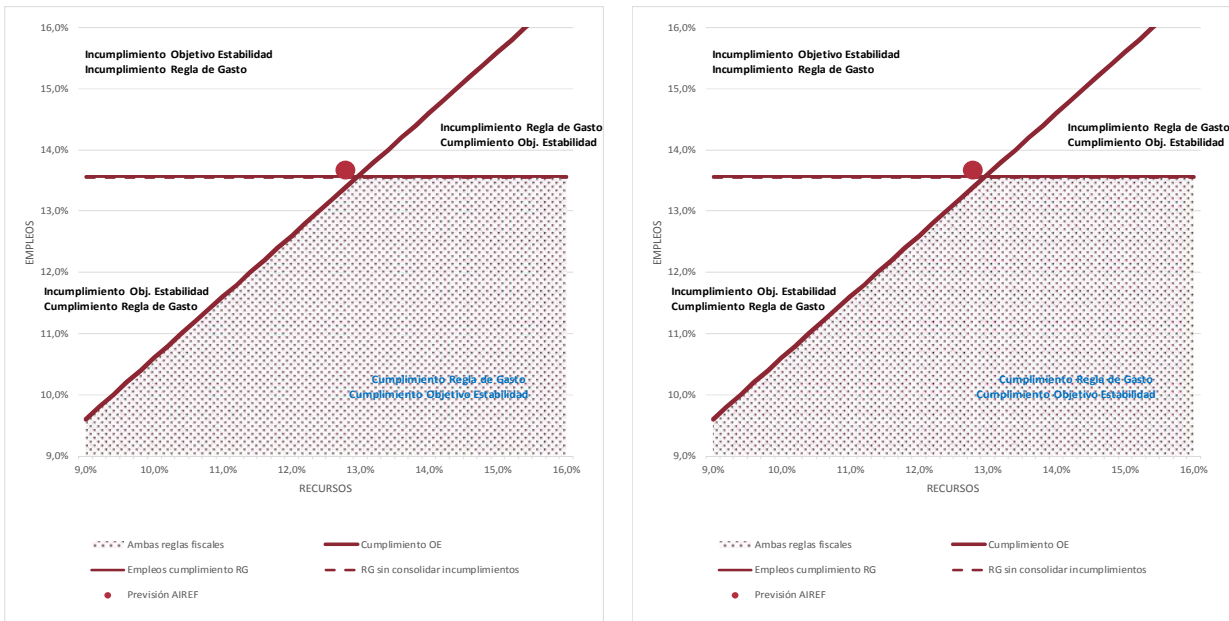 16,0%
Incumplimiento Objetivo Estabilidad
Incumplimiento Regla de Gasto
15,0%
Incumplimiento Regla de Gasto
Cumplimiento Obj. Estabilidad
14,0%
13,0%
EMPLEOS
12,0%
Incumplimiento Obj. Estabilidad
Cumplimiento Regla de Gasto
11,0%
Cumplimiento Regla de Gasto
Cumplimiento Objetivo Estabilidad
10,0%
9,0%
9,0% 10,0% 11,0% 12,0% 13,0% 14,0% 15,0% 16,0%
RECURSOS
Ambas reglas fiscales Cumplimiento OE
Empleos cumplimiento RG RG sin consolidar incumplimientos
Previsión AIREF
16,0%
Incumplimiento Objetivo Estabilidad
Incumplimiento Regla de Gasto
15,0%
Incumplimiento Regla de Gasto
Cumplimiento Obj. Estabilidad
14,0%
13,0%
EMPLEOS
12,0%
Incumplimiento Obj. Estabilidad
Cumplimiento Regla de Gasto
11,0%
Cumplimiento Regla de Gasto
Cumplimiento Objetivo Estabilidad
10,0%
9,0%
9,0% 10,0% 11,0% 12,0% 13,0% 14,0% 15,0% 16,0%
RECURSOS
Ambas reglas fiscales Cumplimiento OE
Empleos cumplimiento RG RG sin consolidar incumplimientos
Previsión AIREF